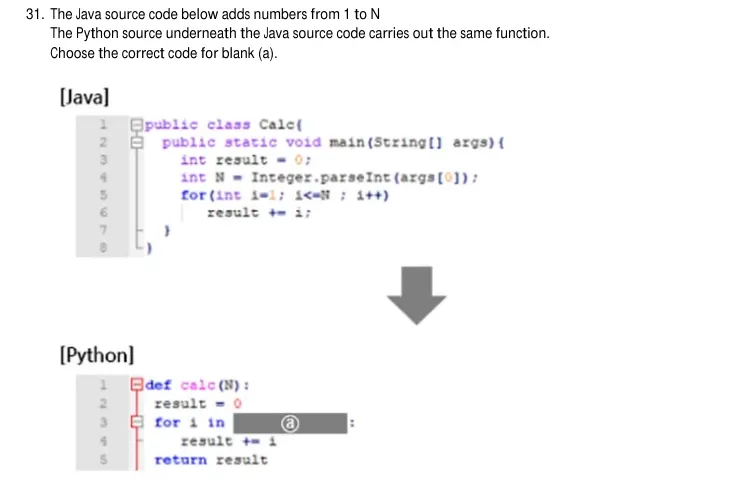 31. The Java source code below adds numbers from 1 to N
The Python source underneath the Java source code carries out the same function.
Choose the correct code for blank (a).
[Java]
1 public class Calc{
2 public static void main(String[] args){
3 int result = 0;
4 int N = Integer.parseInt(args[0]);
5 for(int i=1; i<=N ; i++)
6 result += i;
7 }
8 }
[Python]
1 def calc(N):
2 result = 0
3 for i in ⓐ :
4 result += i
5 return result